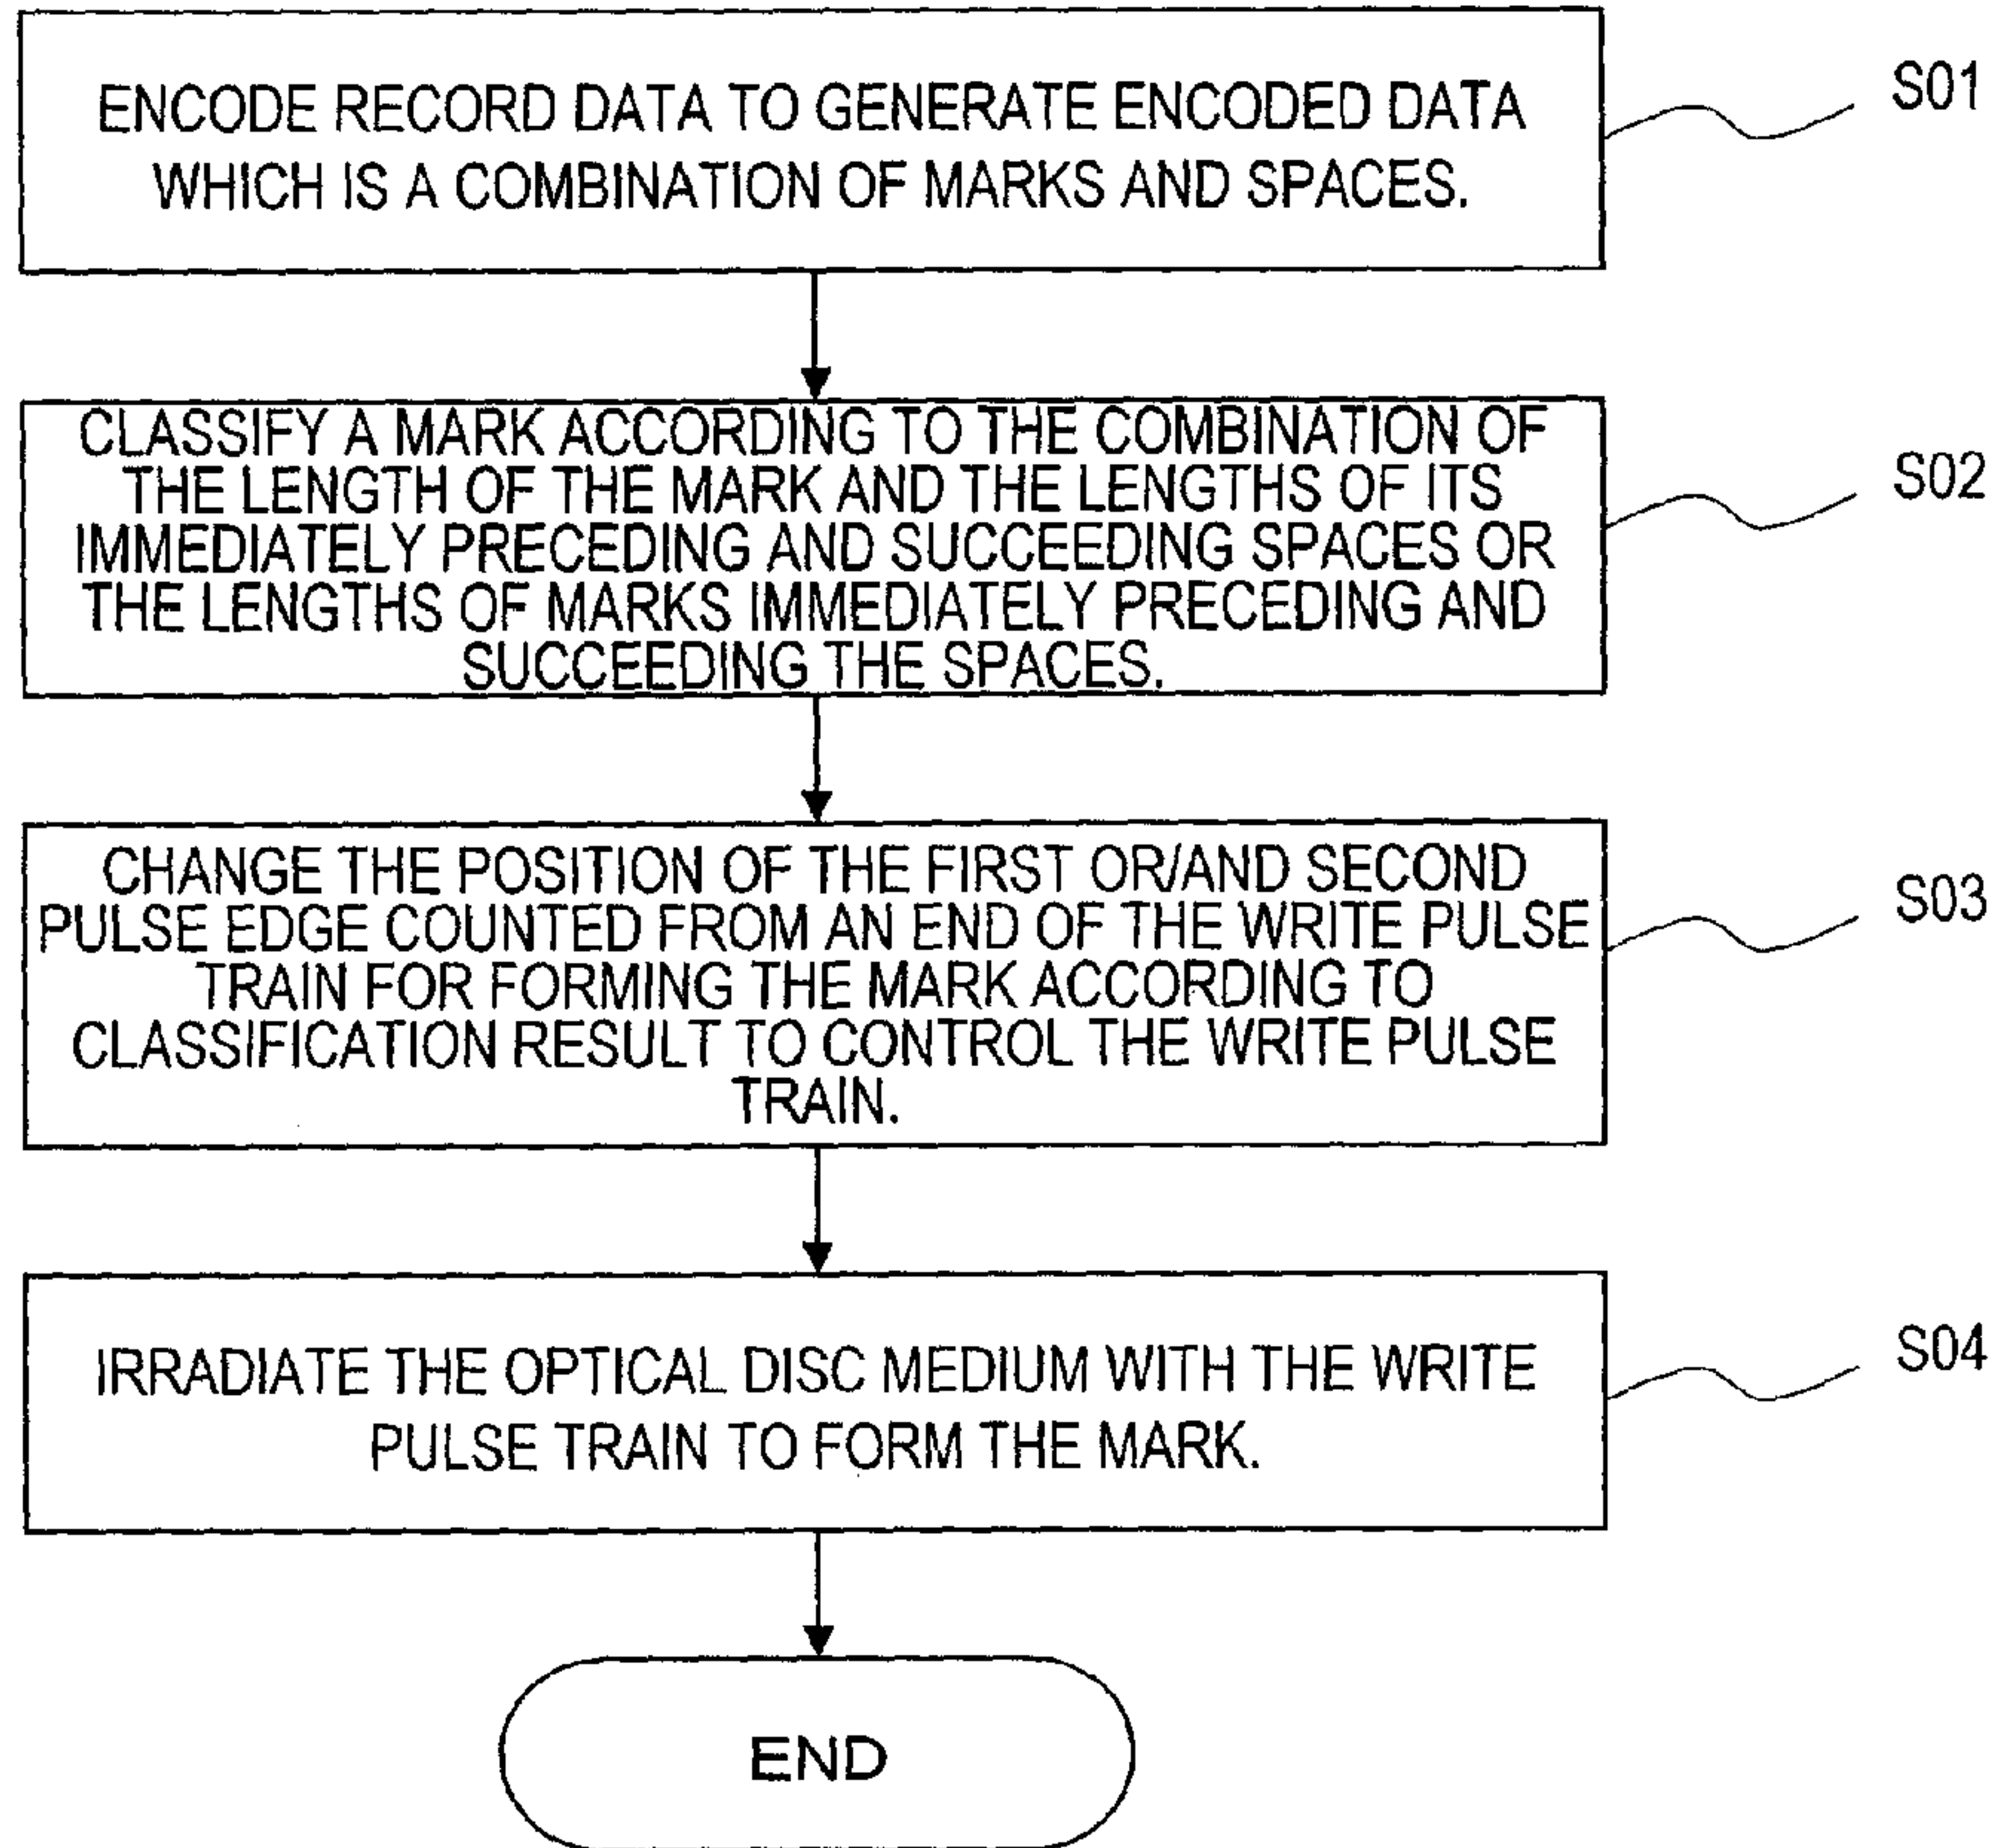 ENCODE RECORD DATA TO GENERATE ENCODED DATA
WHICH IS A COMBINATION OF MARKS AND SPACES.
S01
CLASSIFY A MARK ACCORDING TO THE COMBINATION OF
THE LENGTH OF THE MARK AND THE LENGTHS OF ITS
IMMEDIATELY PRECEDING AND SUCCEEDING SPACES OR
THE LENGTHS OF MARKS IMMEDIATELY PRECEDING AND
SUCCEEDING THE SPACES.
S02
CHANGE THE POSITION OF THE FIRST OR/AND SECOND
PULSE EDGE COUNTED FROM AN END OF THE WRITE PULSE
TRAIN FOR FORMING THE MARK ACCORDING TO
CLASSIFICATION RESULT TO CONTROL THE WRITE PULSE
TRAIN.
S03
IRRADIATE THE OPTICAL DISC MEDIUM WITH THE WRITE
PULSE TRAIN TO FORM THE MARK.
S04
END